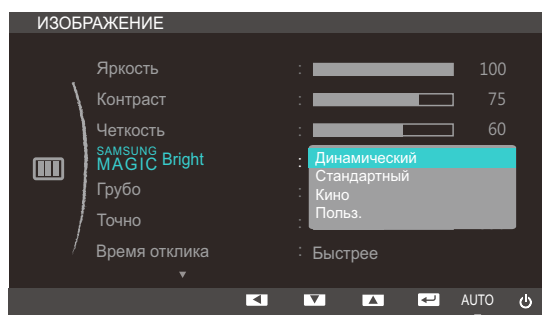 ИЗОБРАЖЕНИЕ
Яркость : 100
Контраст : 75
Четкость : 60
SAMSUNG
MAGIC Bright :
Динамический
Стандартный
Кино
Польз.
Грубо :
Точно :
Время отклика : Быстрее
AUTO